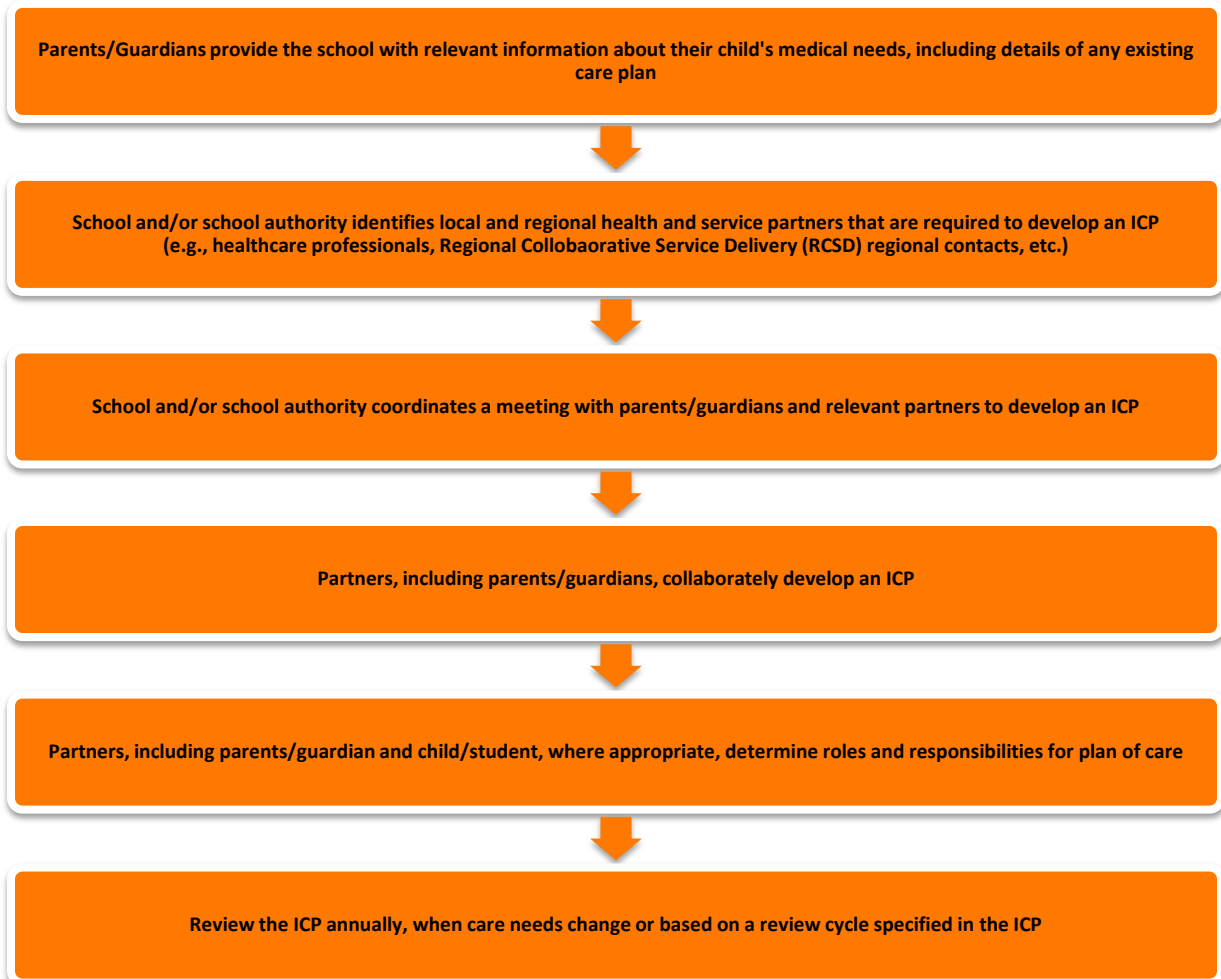 Parents/Guardians provide the school with relevant information about their child's medical needs, including details of any existing
care plan
School and/or school authority identifies local and regional health and service partners that are required to develop an ICP
(e.g., healthcare professionals, Regional Collobaorative Service Delivery (RCSD) regional contacts, etc.)
School and/or school authority coordinates a meeting with parents/guardians and relevant partners to develop an ICP
Partners, including parents/guardians, collaborately develop an ICP
Partners, including parents/guardian and child/student, where appropriate, determine roles and responsibilities for plan of care
Review the ICP annually, when care needs change or based on a review cycle specified in the ICP